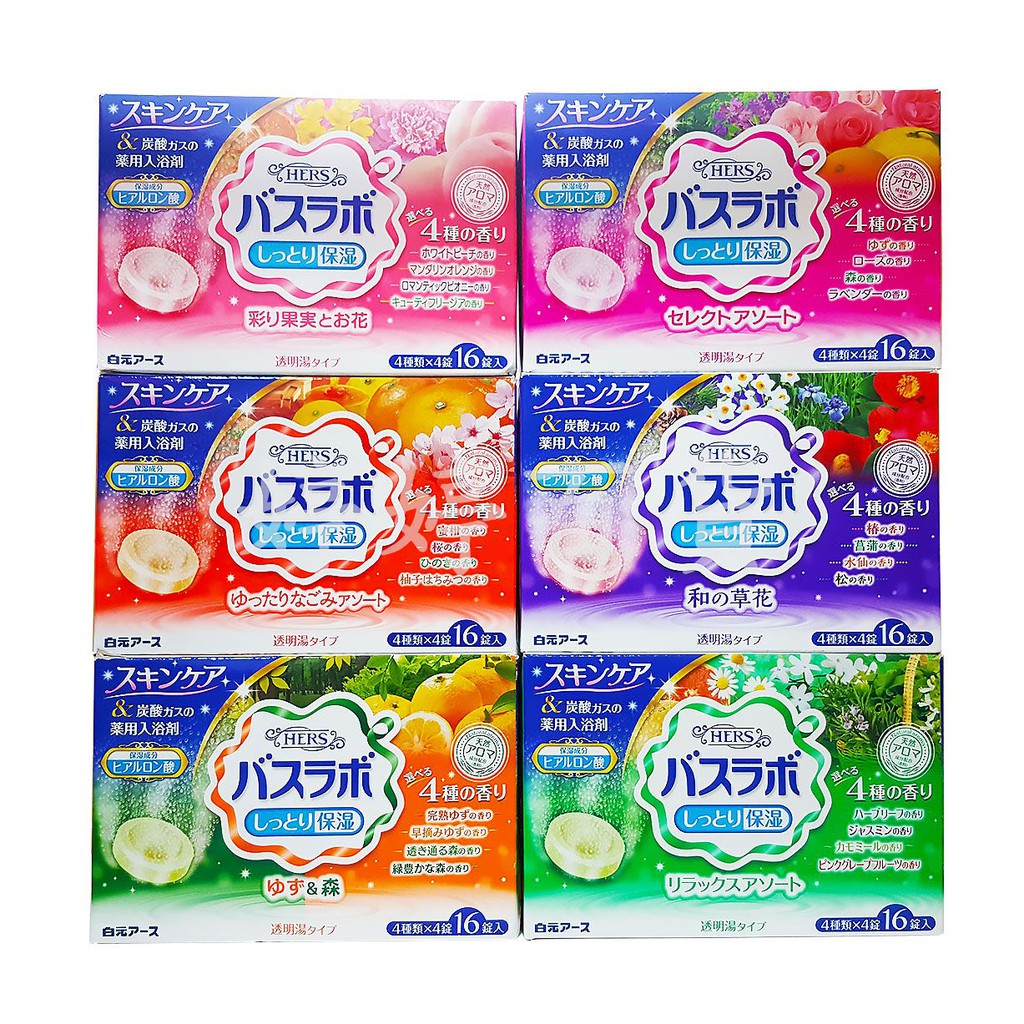 スキンケア
&炭酸ガスの
薬用入浴剤
保湿成分
ヒアルロン酸
HERS
バスラボ
しっとり保湿
天然
アロマ
選べる
4種の香り
ホワイトピーチの香り
マンダリンオレンジの香り
ロマンティックピオニーの香り
キューティフリージアの香り
彩り果実とお花
白元アース
透明湯タイプ
4種類×4錠16錠入
スキンケア
&炭酸ガスの
薬用入浴剤
保湿成分
ヒアルロン酸
HERS
バスラボ
しっとり保湿
天然
アロマ
選べる
4種の香り
ゆずの香り
ローズの香り
森の香り
ラベンダーの香り
セレクトアソート
白元アース
透明湯タイプ
4種類×4錠16錠入
スキンケア
&炭酸ガスの
薬用入浴剤
保湿成分
ヒアルロン酸
HERS
バスラボ
しっとり保湿
天然
アロマ
選べる
4種の香り
蜜柑の香り
桜の香り
ひのきの香り
柚子はちみつの香り
ゆったりなごみアソート
白元アース
透明湯タイプ
4種類×4錠16錠入
スキンケア
&炭酸ガスの
薬用入浴剤
保湿成分
ヒアルロン酸
HERS
バスラボ
しっとり保湿
天然
アロマ
選べる
4種の香り
椿の香り
菖蒲の香り
水仙の香り
松の香り
和の草花
白元アース
透明湯タイプ
4種類×4錠16錠入
スキンケア
&炭酸ガスの
薬用入浴剤
保湿成分
ヒアルロン酸
HERS
バスラボ
しっとり保湿
天然
アロマ
選べる
4種の香り
完熟ゆずの香り
早摘みゆずの香り
透き通る森の香り
緑豊かな森の香り
ゆず&森
白元アース
透明湯タイプ
4種類×4錠16錠入
スキンケア
&炭酸ガスの
薬用入浴剤
保湿成分
ヒアルロン酸
HERS
バスラボ
しっとり保湿
天然
アロマ
選べる
4種の香り
ハーブリーフの香り
ジャスミンの香り
カモミールの香り
ピンクグレープフルーツの香り
リラックスアソート
白元アース
透明湯タイプ
4種類×4錠16錠入